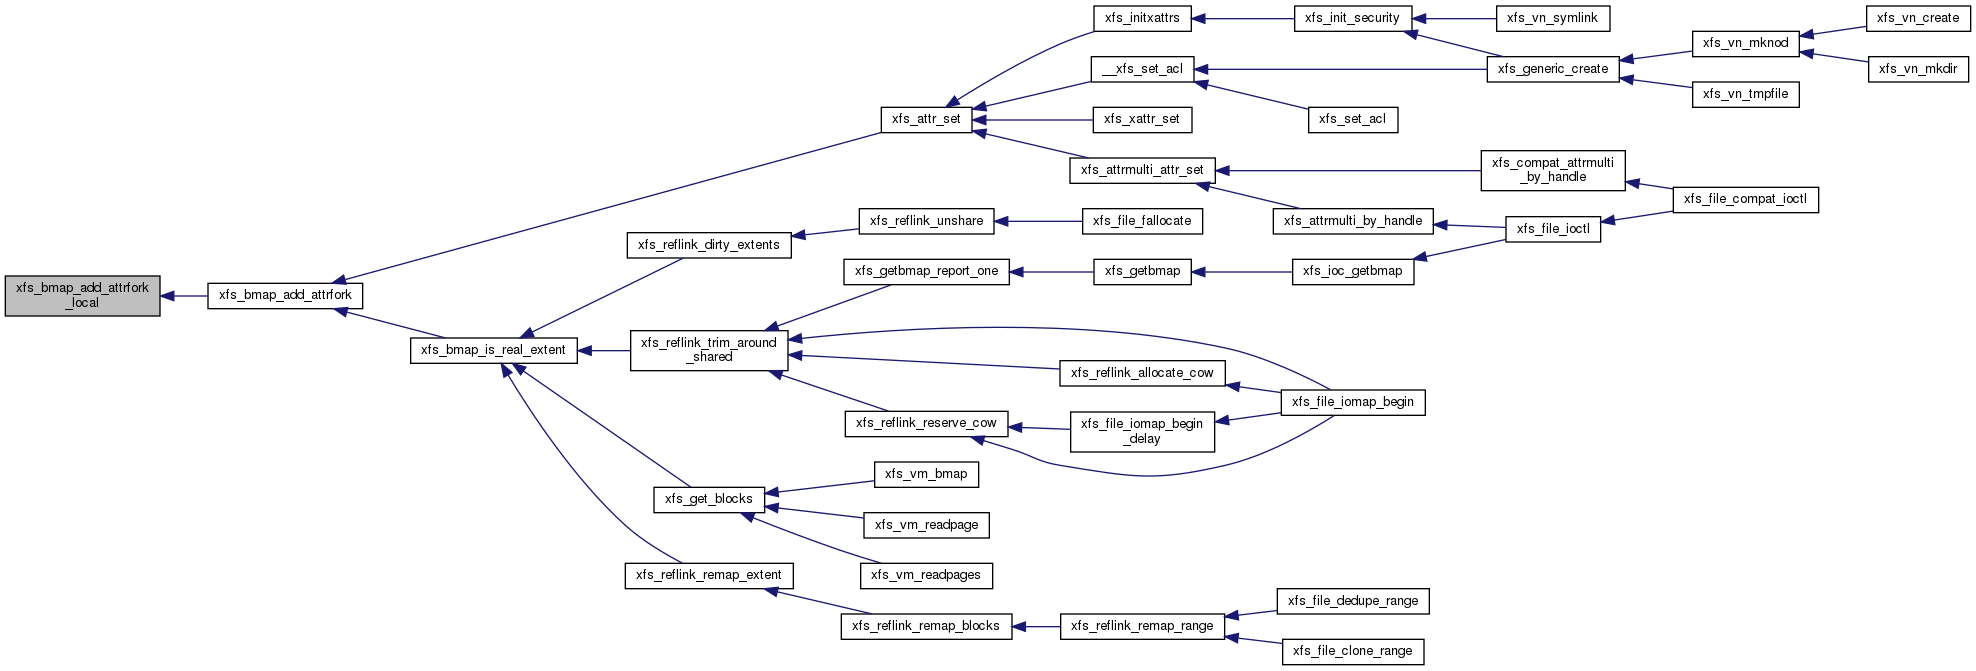 xfs_initxattrs
xfs_init_security
xfs_vn_symlink
xfs_vn_create
xfs_vn_mknod
__xfs_set_acl
xfs_generic_create
xfs_vn_mkdir
xfs_vn_tmpfile
xfs_attr_set
xfs_xattr_set
xfs_set_acl
xfs_attrmulti_attr_set
xfs_compat_attrmulti
_by_handle
xfs_file_compat_ioctl
xfs_reflink_unshare
xfs_file_fallocate
xfs_attrmulti_by_handle
xfs_file_ioctl
xfs_reflink_dirty_extents
xfs_getbmap_report_one
xfs_getbmap
xfs_ioc_getbmap
xfs_bmap_add_attrfork
_local
xfs_bmap_add_attrfork
xfs_bmap_is_real_extent
xfs_reflink_trim_around
_shared
xfs_reflink_allocate_cow
xfs_file_iomap_begin
xfs_reflink_reserve_cow
xfs_file_iomap_begin
_delay
xfs_vm_bmap
xfs_get_blocks
xfs_vm_readpage
xfs_reflink_remap_extent
xfs_vm_readpages
xfs_file_dedupe_range
xfs_reflink_remap_blocks
xfs_reflink_remap_range
xfs_file_clone_range